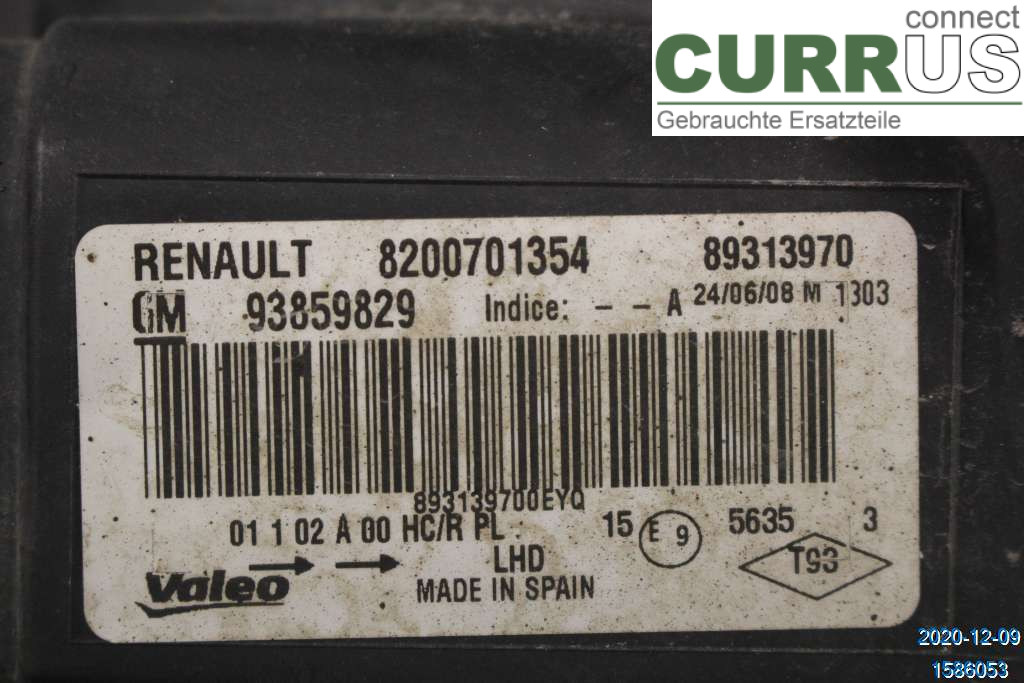 connect
CURRUS
Gebrauchte Ersatzteile
RENAULT 8200701354 89313970
GM 93859829 Indice: - - A 24/06/08 M 1303
893139700EYQ
01 1 02 A 00 HC/R PL 15 E 9 5635 3
LHD T93
Valeo MADE IN SPAIN
2020-12-09
1586053